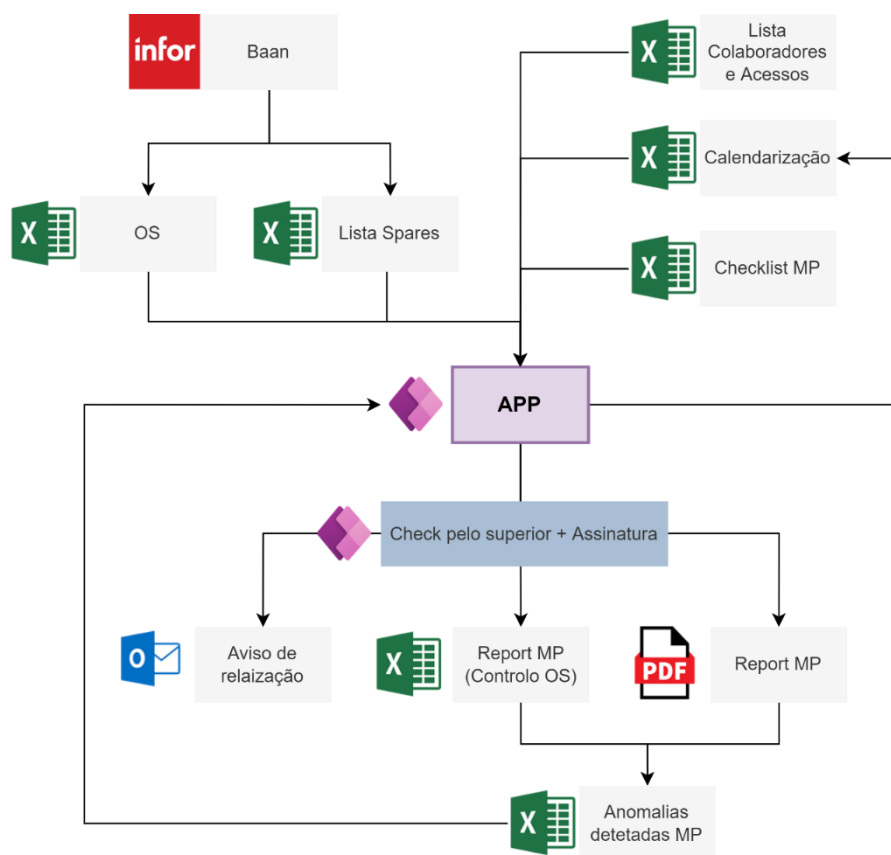 infor
Baan
Lista
Colaboradores
e Acessos
Calendarização
OS
Lista Spares
Checklist MP
APP
Check pelo superior + Assinatura
Aviso de
relaização
Report MP
(Controlo OS)
PDF
Report MP
Anomalias
detetadas MP